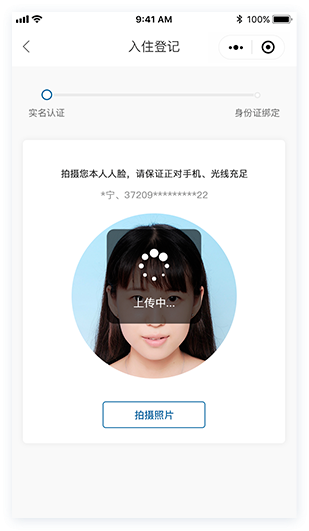 9:41 AM
100%
入住登记
实名认证
身份证绑定
拍摄您本人人脸，请保证正对手机、光线充足
*宁、37209*********22
上传中...
拍摄照片